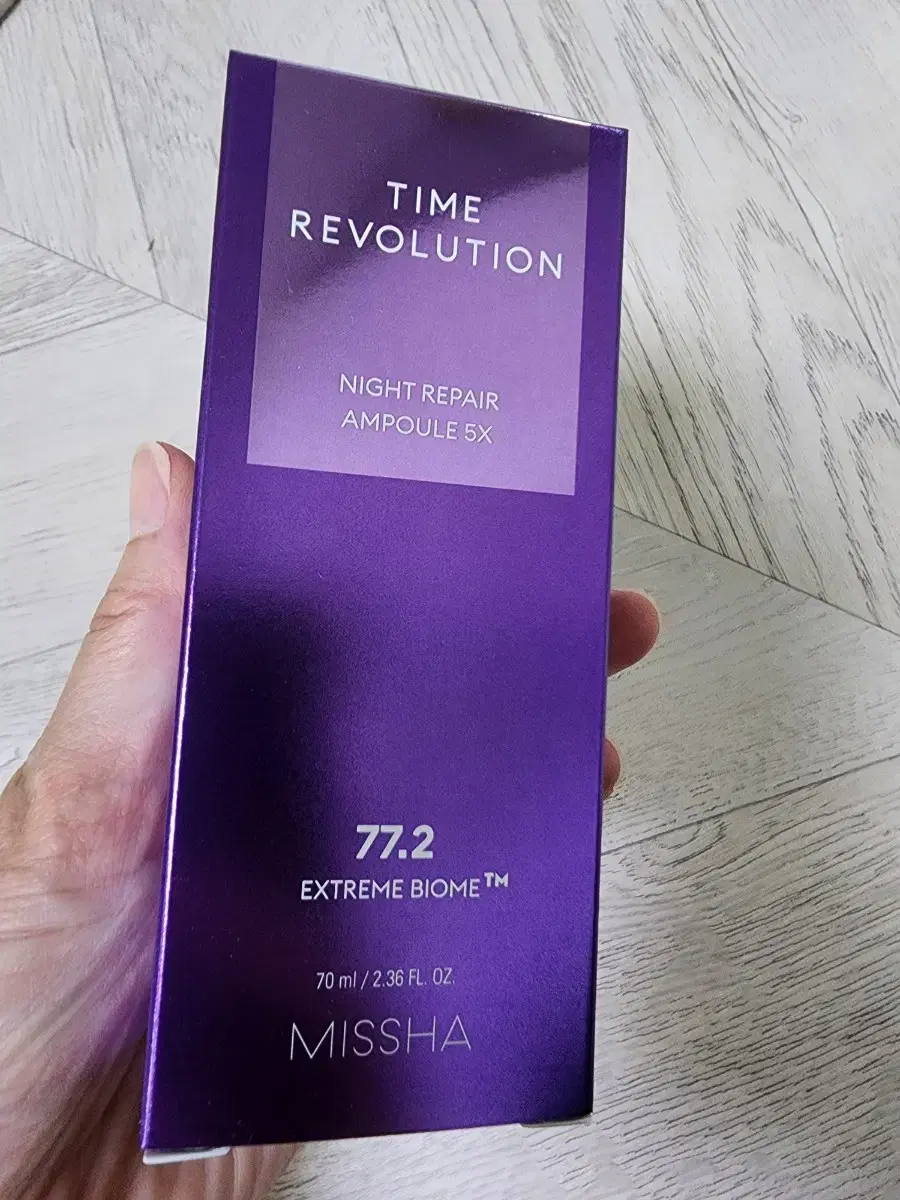 TIME
REVOLUTION
NIGHT REPAIR
AMPOULE 5X
77.2
EXTREME BIOME™
70 ml / 2.36 FL. OZ.
MISSHA